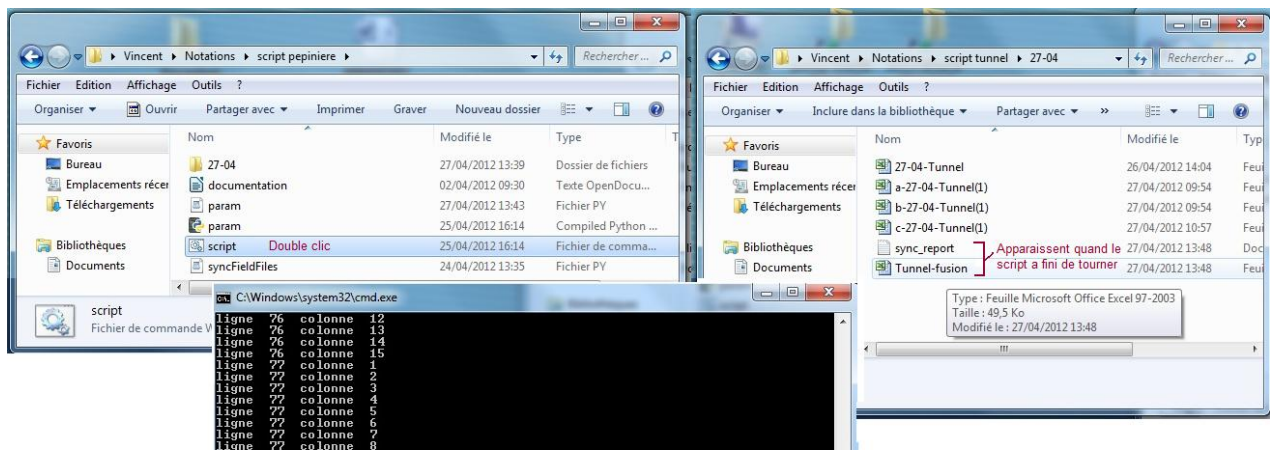 Vincent ▸ Notations ▸ script pepiniere ▸
Rechercher ...
Fichier Edition Affichage Outils ?
Organiser Ouvrir Partager avec Imprimer Graver Nouveau dossier
Nom Modifié le Type T
Favoris
Bureau
Emplacements récer
Téléchargements
Bibliothèques
Documents
27-04 27/04/2012 13:39 Dossier de fichiers
documentation 02/04/2012 09:30 Texte OpenDocu...
param 27/04/2012 13:43 Fichier PY
param 25/04/2012 16:14 Compiled Python ...
script Double clic 25/04/2012 16:14 Fichier de comma...
syncFieldFiles 24/04/2012 13:35 Fichier PY
script
Fichier de commande W
C:\Windows\system32\cmd.exe
ligne 76 colonne 12
ligne 76 colonne 13
ligne 76 colonne 14
ligne 76 colonne 15
ligne 77 colonne 1
ligne 77 colonne 2
ligne 77 colonne 3
ligne 77 colonne 4
ligne 77 colonne 5
ligne 77 colonne 6
ligne 77 colonne 7
ligne 77 colonne 8
Vincent ▸ Notations ▸ script tunnel ▸ 27-04
Rechercher ...
Fichier Edition Affichage Outils ?
Organiser Inclure dans la bibliothèque Partager avec »
Nom Modifié le Typ
Favoris
Bureau
Emplacements récer
Téléchargements
Bibliothèques
Documents
27-04-Tunnel 26/04/2012 14:04 Feui
a-27-04-Tunnel(1) 27/04/2012 09:54 Feui
b-27-04-Tunnel(1) 27/04/2012 09:54 Feui
c-27-04-Tunnel(1) 27/04/2012 10:57 Feui
sync_report 27/04/2012 13:48 Doc
Tunnel-fusion 27/04/2012 13:48 Feui
Apparaissent quand le
script a fini de tourner
Type : Feuille Microsoft Office Excel 97-2003
Taille : 49,5 Ko
Modifié le : 27/04/2012 13:48